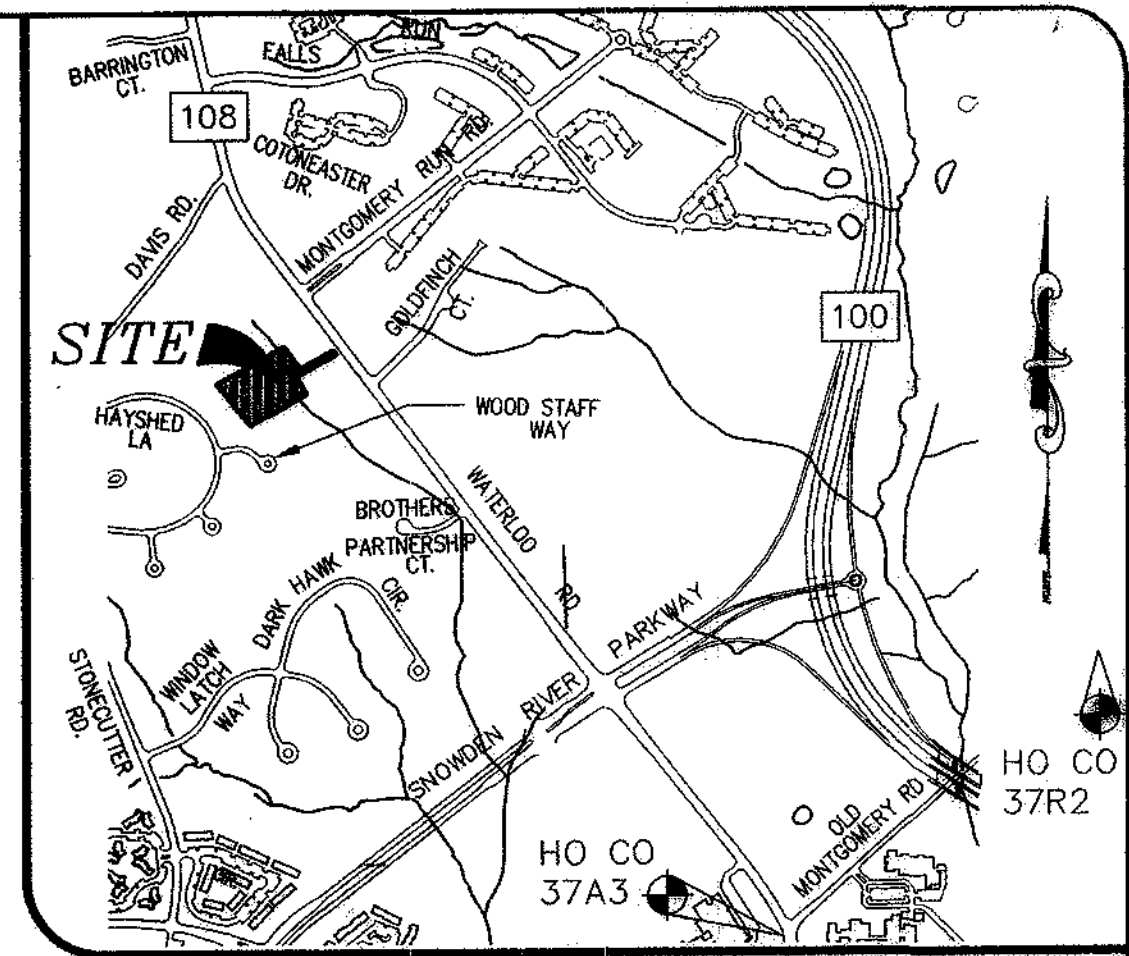 BARRINGTON
CT.
FALLS
RUN
108
COTONEASTER
DR.
MONTGOMERY RUN RD.
DAVIS RD.
GOLDFINCH
CT.
100
SITE
HAYSHED
LA
WOOD STAFF
WAY
WATERLOO
RD
BROTHERS
PARTNERSHIP
CT.
DARK HAWK CIR.
WINDOW
LATCH
WAY
STONECUTTER
RD.
SNOWDEN RIVER PARKWAY
HO CO
37R2
OLD
MONTGOMERY RD
HO CO
37A3